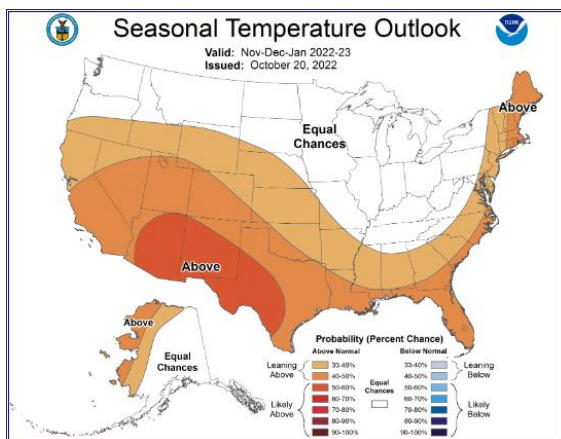 Seasonal Temperature Outlook
NOAA
Valid: Nov-Dec-Jan 2022-23
Issued: October 20, 2022
Equal
Chances
Above
Above
Above
Equal
Chances
Probability (Percent Chance)
Above Normal
Below Normal
Leaning
Above
33-40%
40-50%
50-60%
60-70%
70-80%
80-90%
90-100%
Likely
Above
Equal
Chances
33-40%
40-50%
50-60%
60-70%
70-80%
80-90%
90-100%
Leaning
Below
Likely
Below